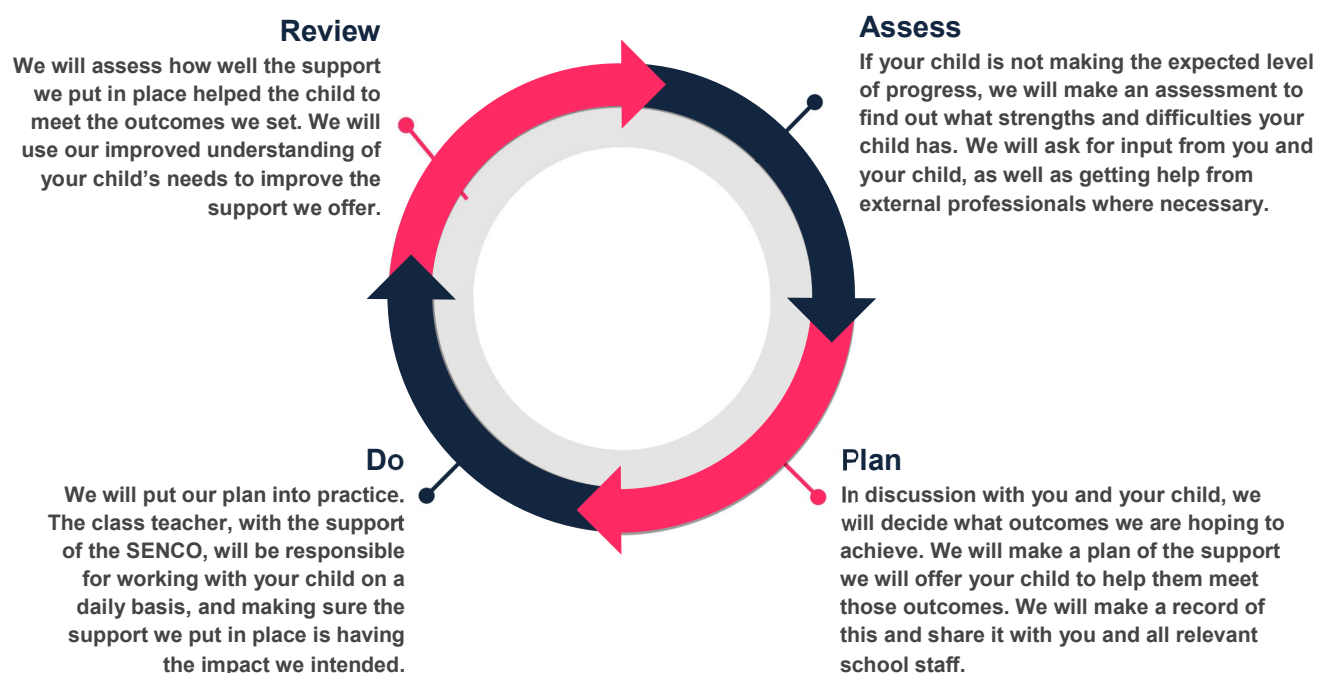 Review
We will assess how well the support
we put in place helped the child to
meet the outcomes we set. We will
use our improved understanding of
your child’s needs to improve the
support we offer.
Assess
If your child is not making the expected level
of progress, we will make an assessment to
find out what strengths and difficulties your
child has. We will ask for input from you and
your child, as well as getting help from
external professionals where necessary.
Do
We will put our plan into practice.
The class teacher, with the support
of the SENCO, will be responsible
for working with your child on a
daily basis, and making sure the
support we put in place is having
the impact we intended.
Plan
In discussion with you and your child, we
will decide what outcomes we are hoping to
achieve. We will make a plan of the support
we will offer your child to help them meet
those outcomes. We will make a record of
this and share it with you and all relevant
school staff.